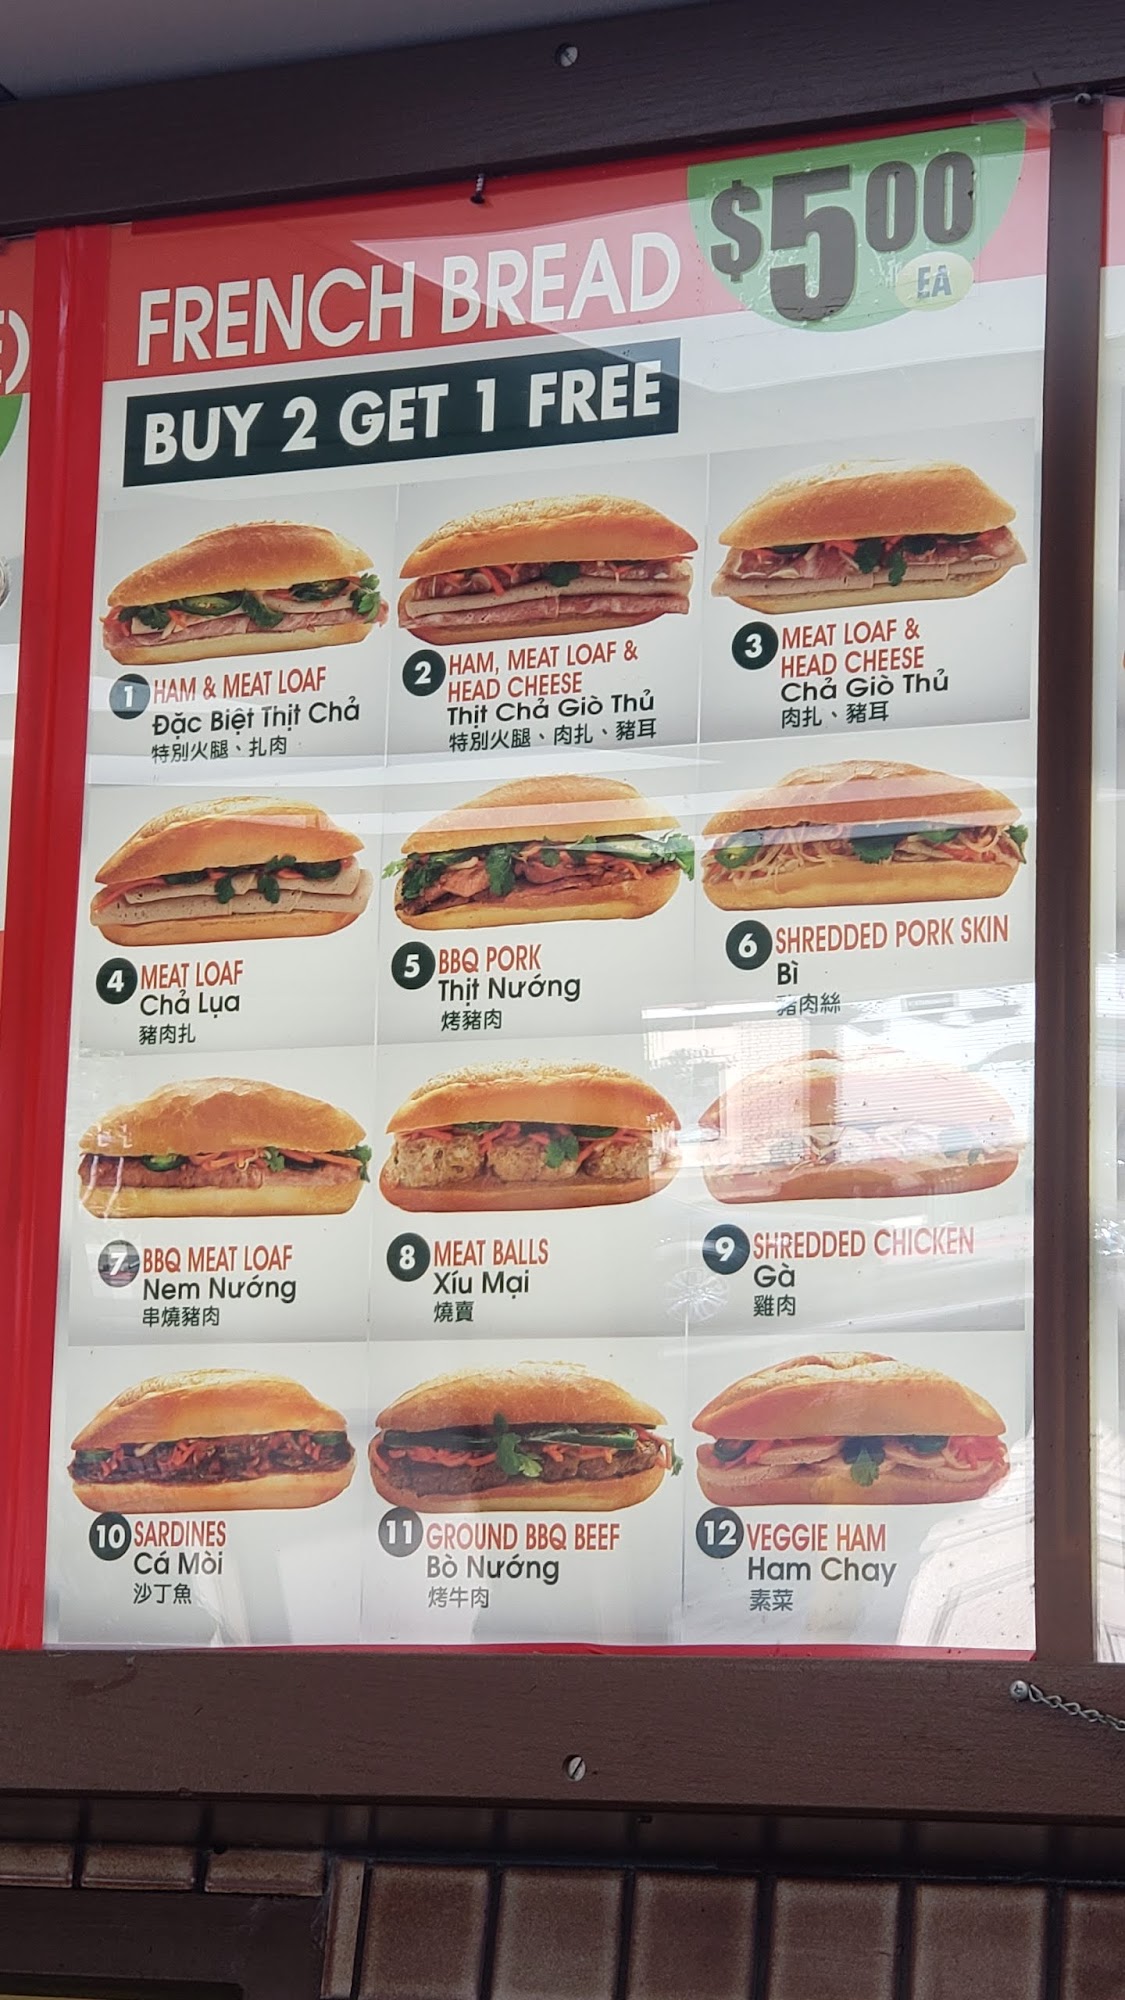 E)
FRENCH BREAD
$5.00
EA
BUY 2 GET 1 FREE
1 HAM & MEAT LOAF
Đặc Biệt Thịt Chả
特別火腿、扎肉
2 HAM, MEAT LOAF &
HEAD CHEESE
Thịt Chả Giò Thủ
特別火腿、肉扎、豬耳
3 MEAT LOAF &
HEAD CHEESE
Chả Giò Thủ
肉扎、豬耳
4 MEAT LOAF
Chả Lụa
豬肉扎
5 BBQ PORK
Thịt Nướng
烤豬肉
6 SHREDDED PORK SKIN
Bì
豬肉絲
7 BBQ MEAT LOAF
Nem Nướng
串燒豬肉
8 MEAT BALLS
Xíu Mại
燒賣
9 SHREDDED CHICKEN
Gà
雞肉
10 SARDINES
Cá Mòi
沙丁魚
11 GROUND BBQ BEEF
Bò Nướng
烤牛肉
12 VEGGIE HAM
Ham Chay
素菜